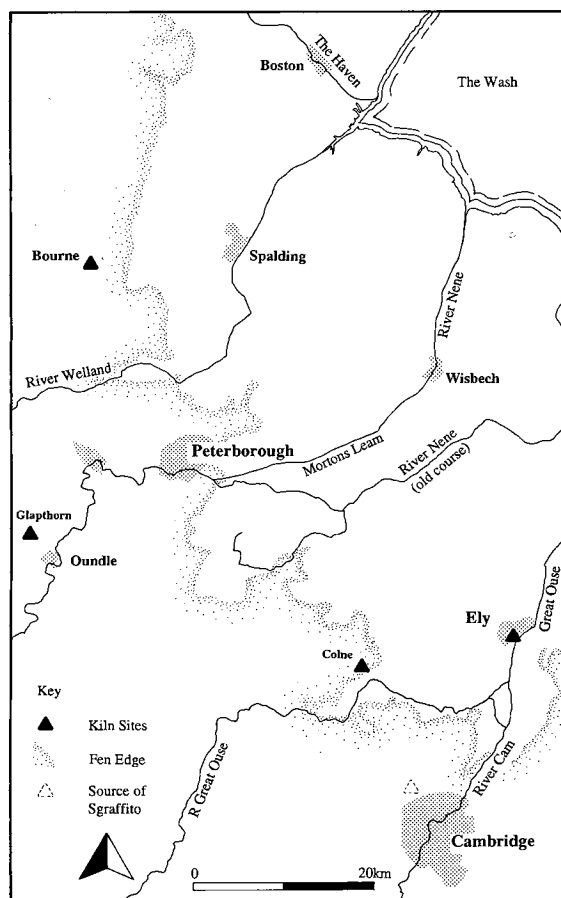 The Haven
Boston
The Wash
Bourne
Spalding
River Nene
River Welland
Wisbech
Peterborough
Mortons Leam
River Nene
(old course)
Glapthorn
Oundle
Ely
Great Ouse
Colne
Key
Kiln Sites
Fen Edge
Source of
Sgraffito
R Great Ouse
River Cam
Cambridge
0
20km